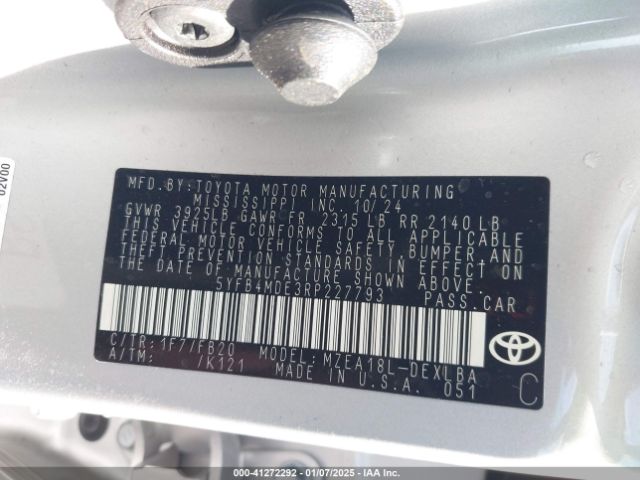 02V00
MFD.BY:TOYOTA MOTOR MANUFACTURING
MISSISSIPPI INC. 10/24
GVWR 3925LB GAWR FR 2315 LB RR 2140 LB
THIS VEHICLE CONFORMS TO ALL APPLICABLE
FEDERAL MOTOR VEHICLE SAFETY,BUMPER, AND
THEFT PREVENTION STANDARDS IN EFFECT ON
THE DATE OF MANUFACTURE SHOWN ABOVE.
5YFB4MDE3RP227793 PASS.CAR
C/TR:1F7/FB20 MODEL:MZEA18L-DEXLBA
A/TM: /K121 MADE IN U.S.A. 051
TOYOTA
C
000-41272292 - 01/07/2025 - IAA Inc.